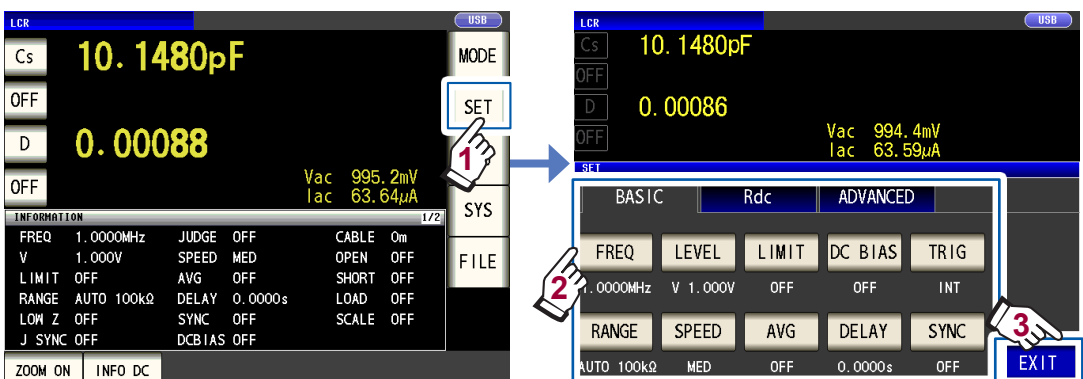 LCR USB
Cs 10.1480pF MODE
OFF SET
1
D 0.00088
Vac 995.2mV
OFF Iac 63.64μA SYS
INFORMATION 1/2
FREQ 1.0000MHz JUDGE OFF CABLE 0m
V 1.000V SPEED MED OPEN OFF FILE
LIMIT OFF AVG OFF SHORT OFF
RANGE AUTO 100kΩ DELAY 0.0000s LOAD OFF
LOW Z OFF SYNC OFF SCALE OFF
J SYNC OFF DCBIAS OFF
ZOOM ON INFO DC
LCR USB
Cs 10.1480pF
OFF
D 0.00086
OFF Vac 994.4mV
Iac 63.59μA
SET
BASIC Rdc ADVANCED
FREQ LEVEL LIMIT DC BIAS TRIG
2
1.0000MHz V 1.000V OFF OFF INT
RANGE SPEED AVG DELAY SYNC
3
AUTO 100kΩ MED OFF 0.0000s OFF EXIT